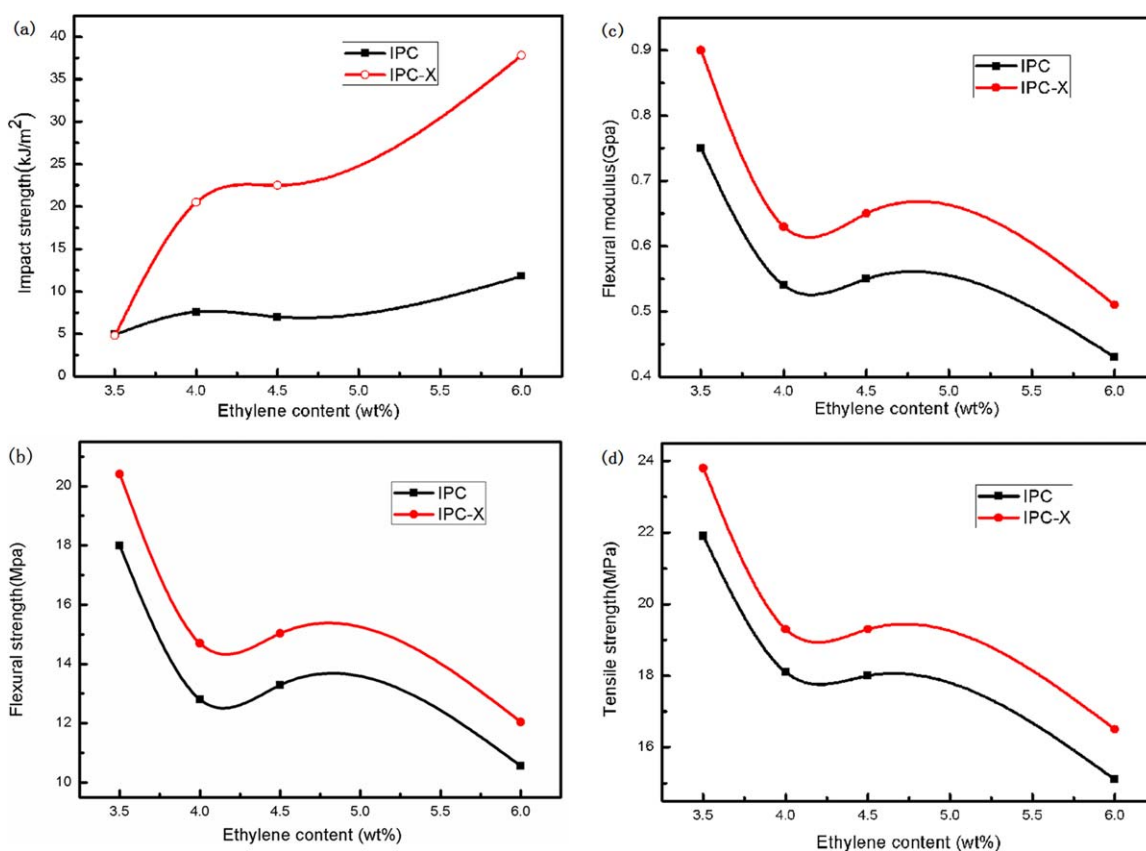 (a)
40
35
30
25
20
15
10
5
0
Impact strength(kJ/m²)
IPC
IPC-X
3.5 4.0 4.5 5.0 5.5 6.0
Ethylene content (wt%)
(c)
0.9
0.8
0.7
0.6
0.5
0.4
Flexural modulus(Gpa)
IPC
IPC-X
3.5 4.0 4.5 5.0 5.5 6.0
Ethylene content (wt%)
(b)
20
18
16
14
12
10
Flexural strength(Mpa)
IPC
IPC-X
3.5 4.0 4.5 5.0 5.5 6.0
Ethylene content (wt%)
(d)
24
22
20
18
16
Tensile strength(MPa)
IPC
IPC-X
3.5 4.0 4.5 5.0 5.5 6.0
Ethylene content (wt%)